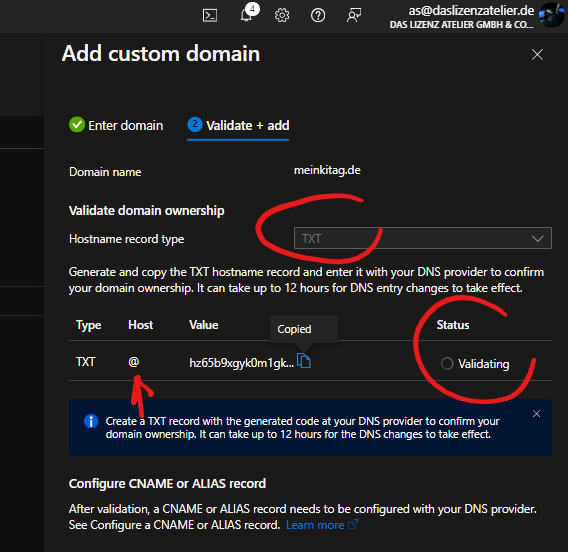 4
as@daslizenzatelier.de
DAS LIZENZ ATELIER GMBH & CO...
Add custom domain
Enter domain
2 Validate + add
Domain name meinkitag.de
Validate domain ownership
Hostname record type TXT
Generate and copy the TXT hostname record and enter it with your DNS provider to confirm
your domain ownership. It can take up to 12 hours for DNS entry changes to take effect.
Type Host Value Status
Copied
TXT @ hz65b9xgyk0m1gk... Validating
Create a TXT record with the generated code at your DNS provider to confirm your
domain ownership. It can take up to 12 hours for the DNS changes to take effect.
Configure CNAME or ALIAS record
After validation, a CNAME or ALIAS record needs to be configured with your DNS provider.
See Configure a CNAME or ALIAS record. Learn more